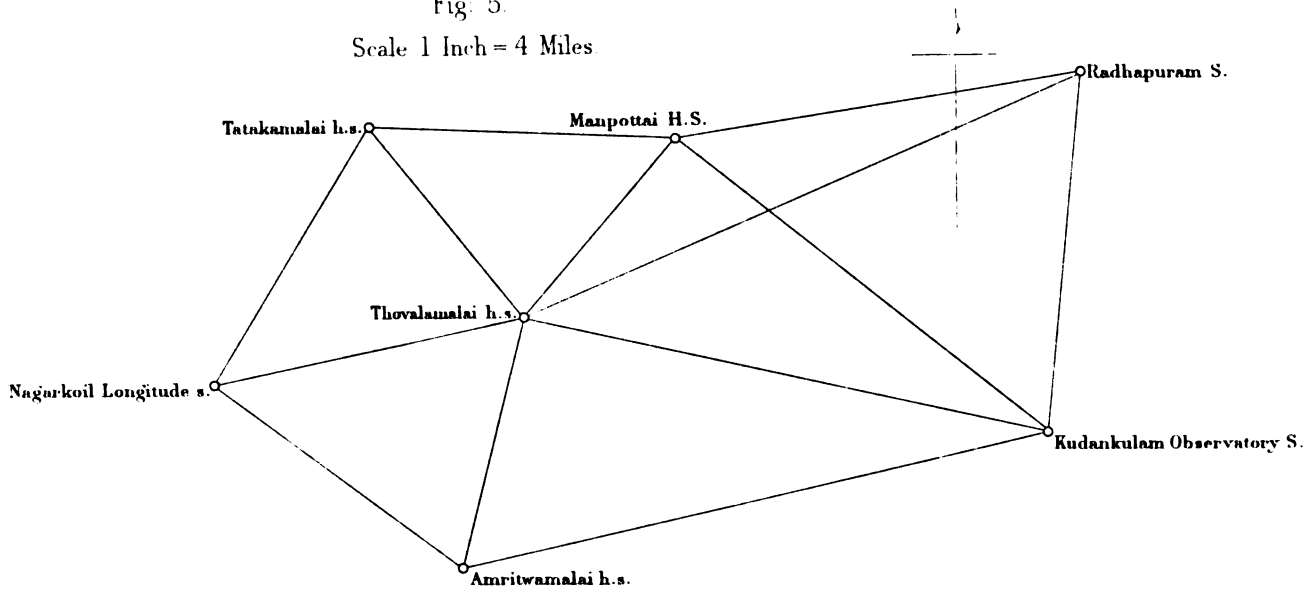 Fig. 5.
Scale 1 Inch = 4 Miles.
Radhapuram S.
Tatakamalai h.s.
Manpottai H.S.
Thovalamalai h.s.
Nagarkoil Longitude s.
Kudankulam Observatory S.
Amritwamalai h.s.